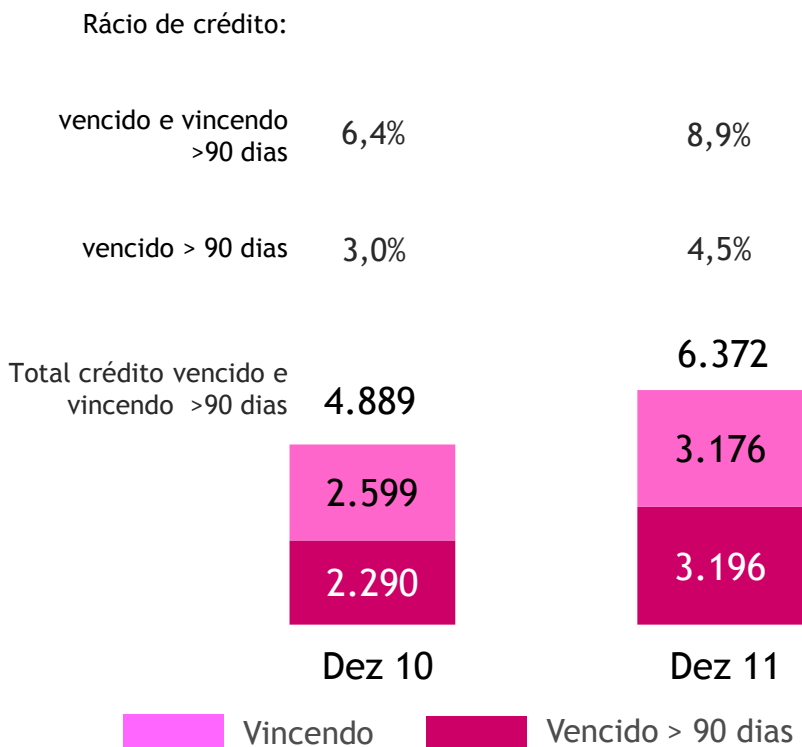 Rácio de crédito:
vencido e vincendo
>90 dias
6,4%
8,9%
vencido > 90 dias
3,0%
4,5%
Total crédito vencido e
vincendo >90 dias
4.889
6.372
2.599
3.176
2.290
3.196
Dez 10
Dez 11
Vincendo
Vencido > 90 dias